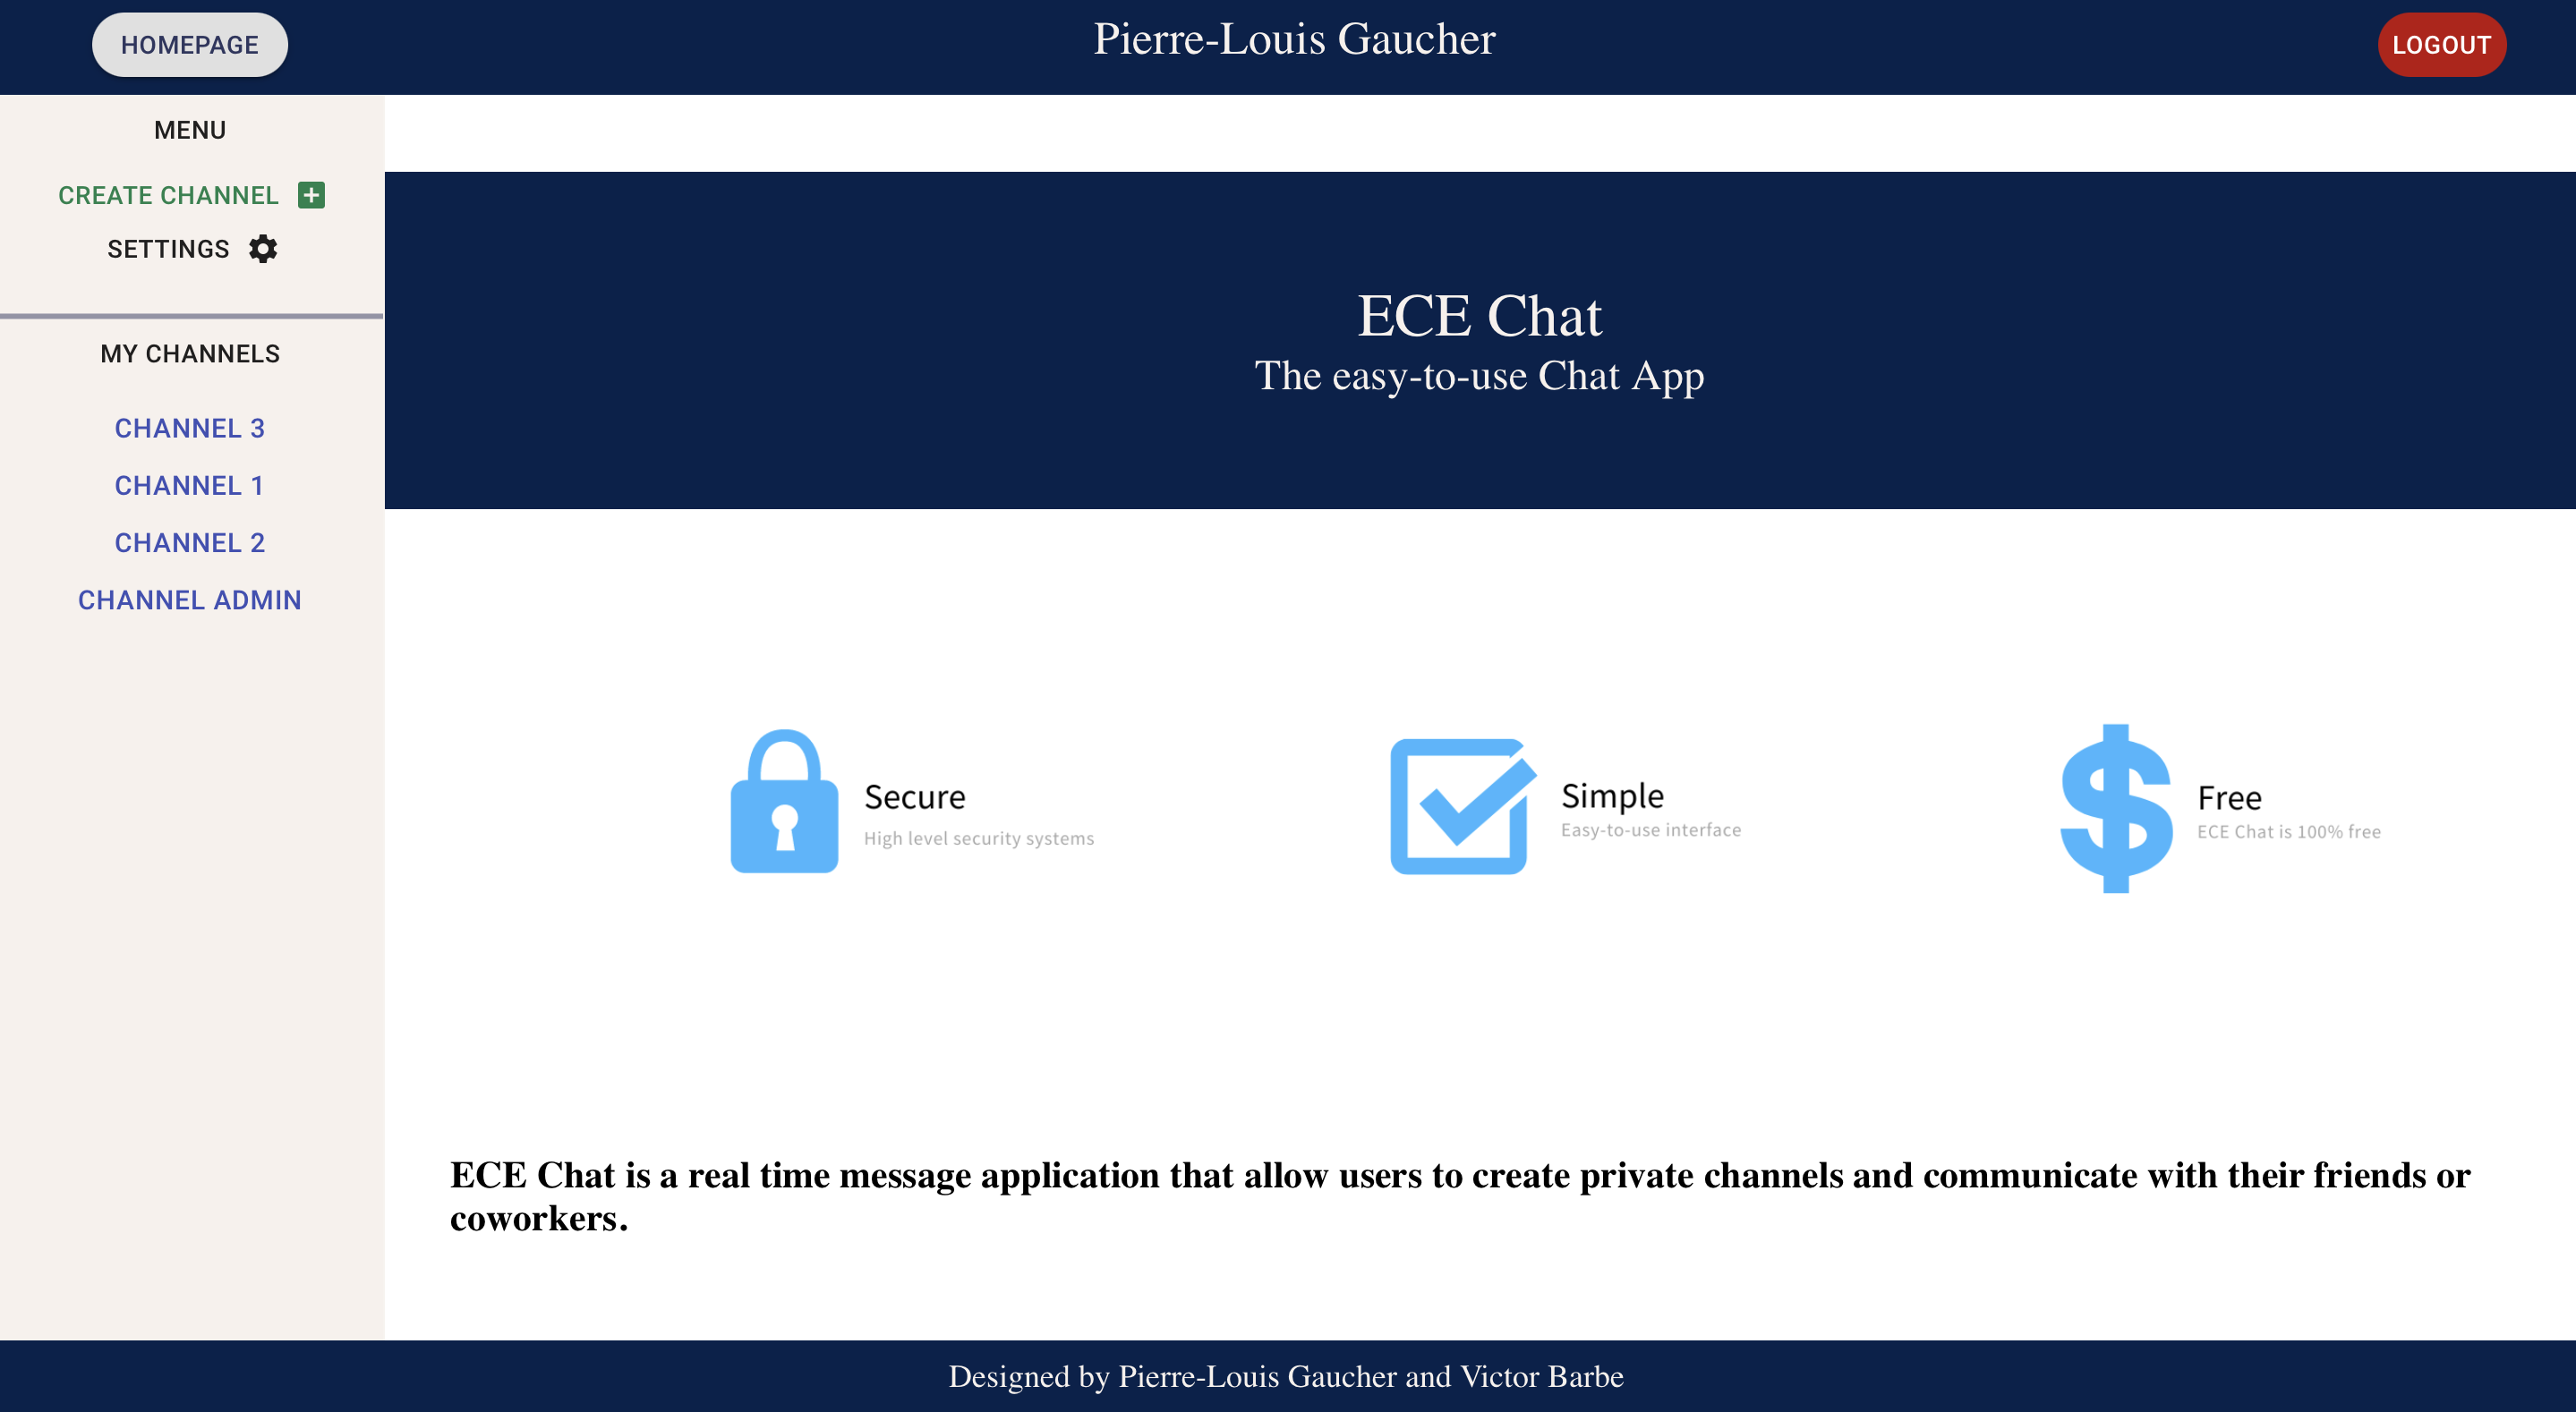 HOMEPAGE
Pierre-Louis Gaucher
LOGOUT
MENU
CREATE CHANNEL
SETTINGS
MY CHANNELS
CHANNEL 3
CHANNEL 1
CHANNEL 2
CHANNEL ADMIN
ECE Chat
The easy-to-use Chat App
Secure
High level security systems
Simple
Easy-to-use interface
Free
ECE Chat is 100% free
ECE Chat is a real time message application that allow users to create private channels and communicate with their friends or
coworkers.
Designed by Pierre-Louis Gaucher and Victor Barbe